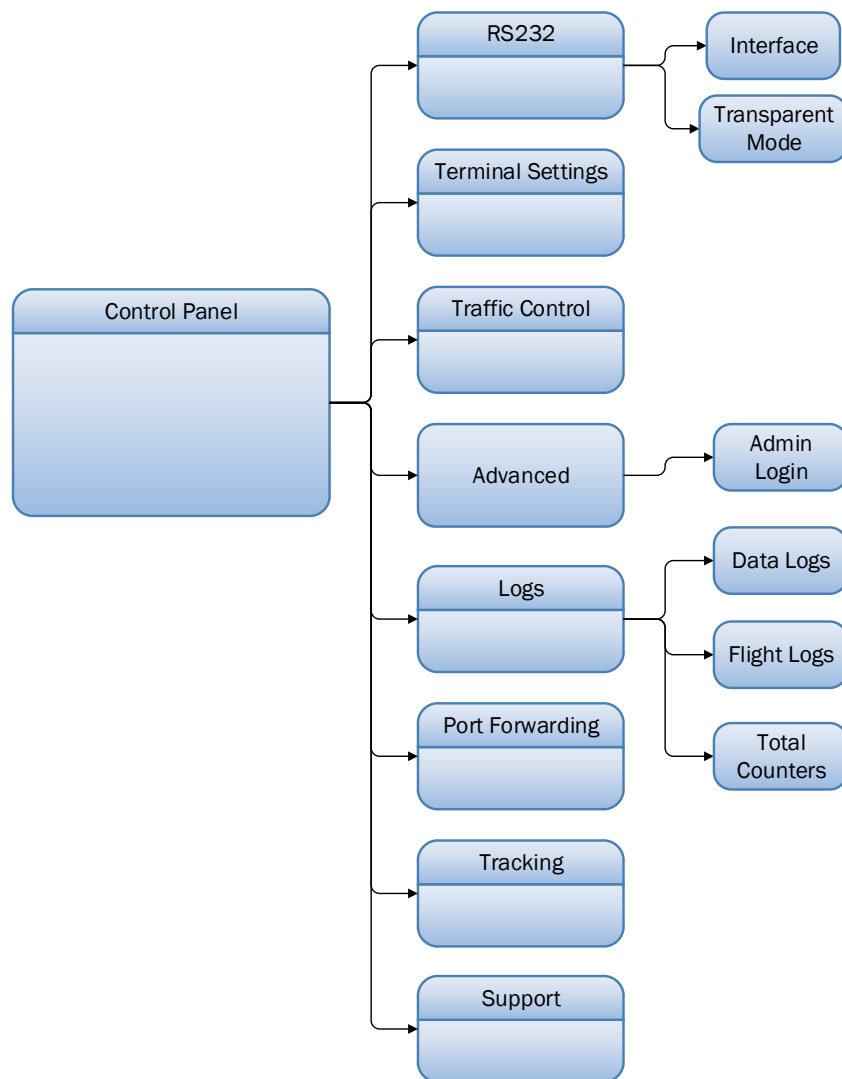 RS232
Interface
Transparent
Mode
Terminal Settings
Control Panel
Traffic Control
Advanced
Admin
Login
Logs
Data Logs
Flight Logs
Port Forwarding
Total
Counters
Tracking
Support